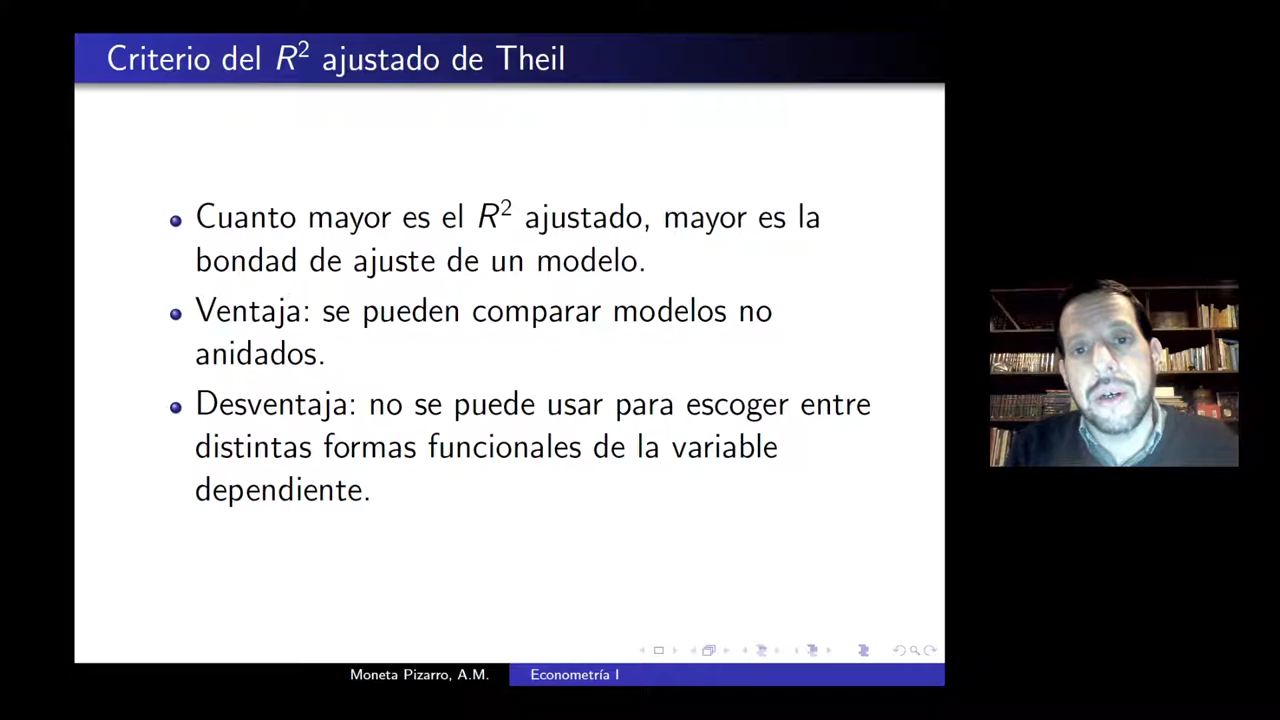 Criterio del R² ajustado de Theil
Cuanto mayor es el R² ajustado, mayor es la
bondad de ajuste de un modelo.
Ventaja: se pueden comparar modelos no
anidados.
Desventaja: no se puede usar para escoger entre
distintas formas funcionales de la variable
dependiente.
Moneta Pizarro, A.M. Econometría I